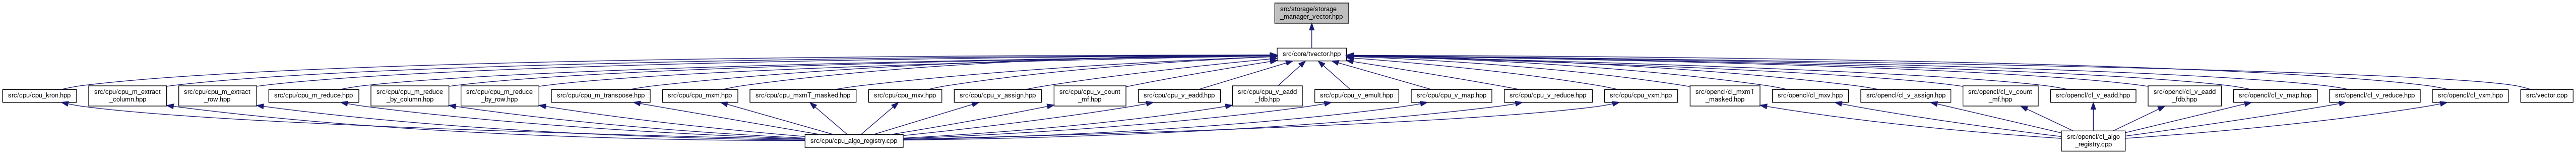 src/storage/storage
_manager_vector.hpp
src/core/tvector.hpp
src/cpu/cpu_kron.hpp
src/cpu/cpu_m_extract
_column.hpp
src/cpu/cpu_m_extract
_row.hpp
src/cpu/cpu_m_reduce.hpp
src/cpu/cpu_m_reduce
_by_column.hpp
src/cpu/cpu_m_reduce
_by_row.hpp
src/cpu/cpu_m_transpose.hpp
src/cpu/cpu_mxm.hpp
src/cpu/cpu_mxmT_masked.hpp
src/cpu/cpu_mxv.hpp
src/cpu/cpu_v_assign.hpp
src/cpu/cpu_v_count
_mf.hpp
src/cpu/cpu_v_eadd.hpp
src/cpu/cpu_v_eadd
_fdb.hpp
src/cpu/cpu_v_emult.hpp
src/cpu/cpu_v_map.hpp
src/cpu/cpu_v_reduce.hpp
src/cpu/cpu_vxm.hpp
src/opencl/cl_mxmT
_masked.hpp
src/opencl/cl_mxv.hpp
src/opencl/cl_v_assign.hpp
src/opencl/cl_v_count
_mf.hpp
src/opencl/cl_v_eadd.hpp
src/opencl/cl_v_eadd
_fdb.hpp
src/opencl/cl_v_map.hpp
src/opencl/cl_v_reduce.hpp
src/opencl/cl_vxm.hpp
src/vector.cpp
src/cpu/cpu_algo_registry.cpp
src/opencl/cl_algo
_registry.cpp